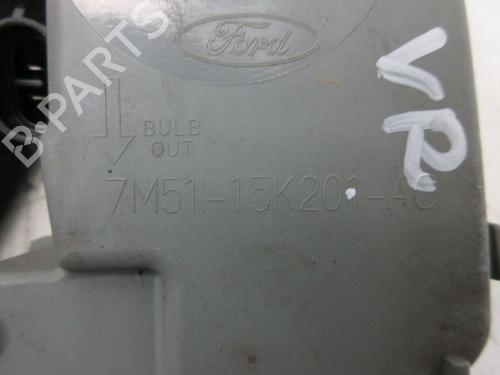 Ford
VR
BULB
OUT
7M51-15K201-AC
B-PARTS